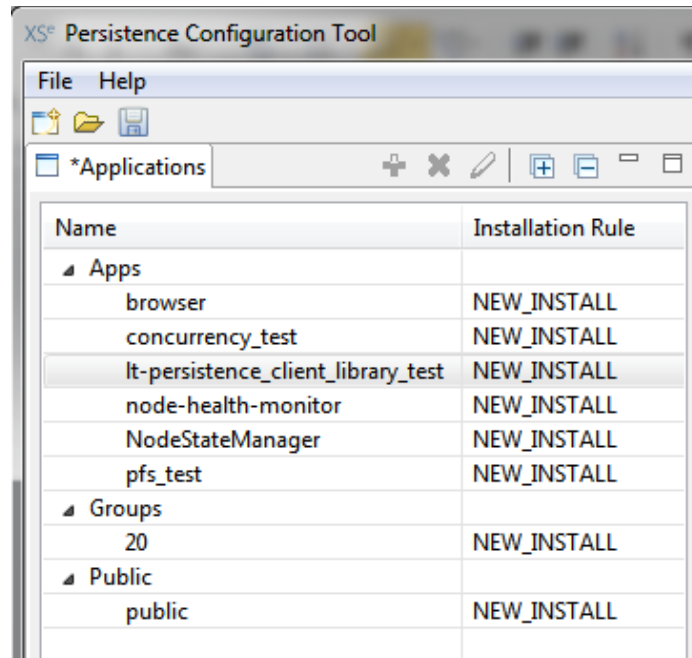 XSe Persistence Configuration Tool
File Help
*Applications
Name Installation Rule
Apps
browser NEW_INSTALL
concurrency_test NEW_INSTALL
lt-persistence_client_library_test NEW_INSTALL
node-health-monitor NEW_INSTALL
NodeStateManager NEW_INSTALL
pfs_test NEW_INSTALL
Groups
20 NEW_INSTALL
Public
public NEW_INSTALL